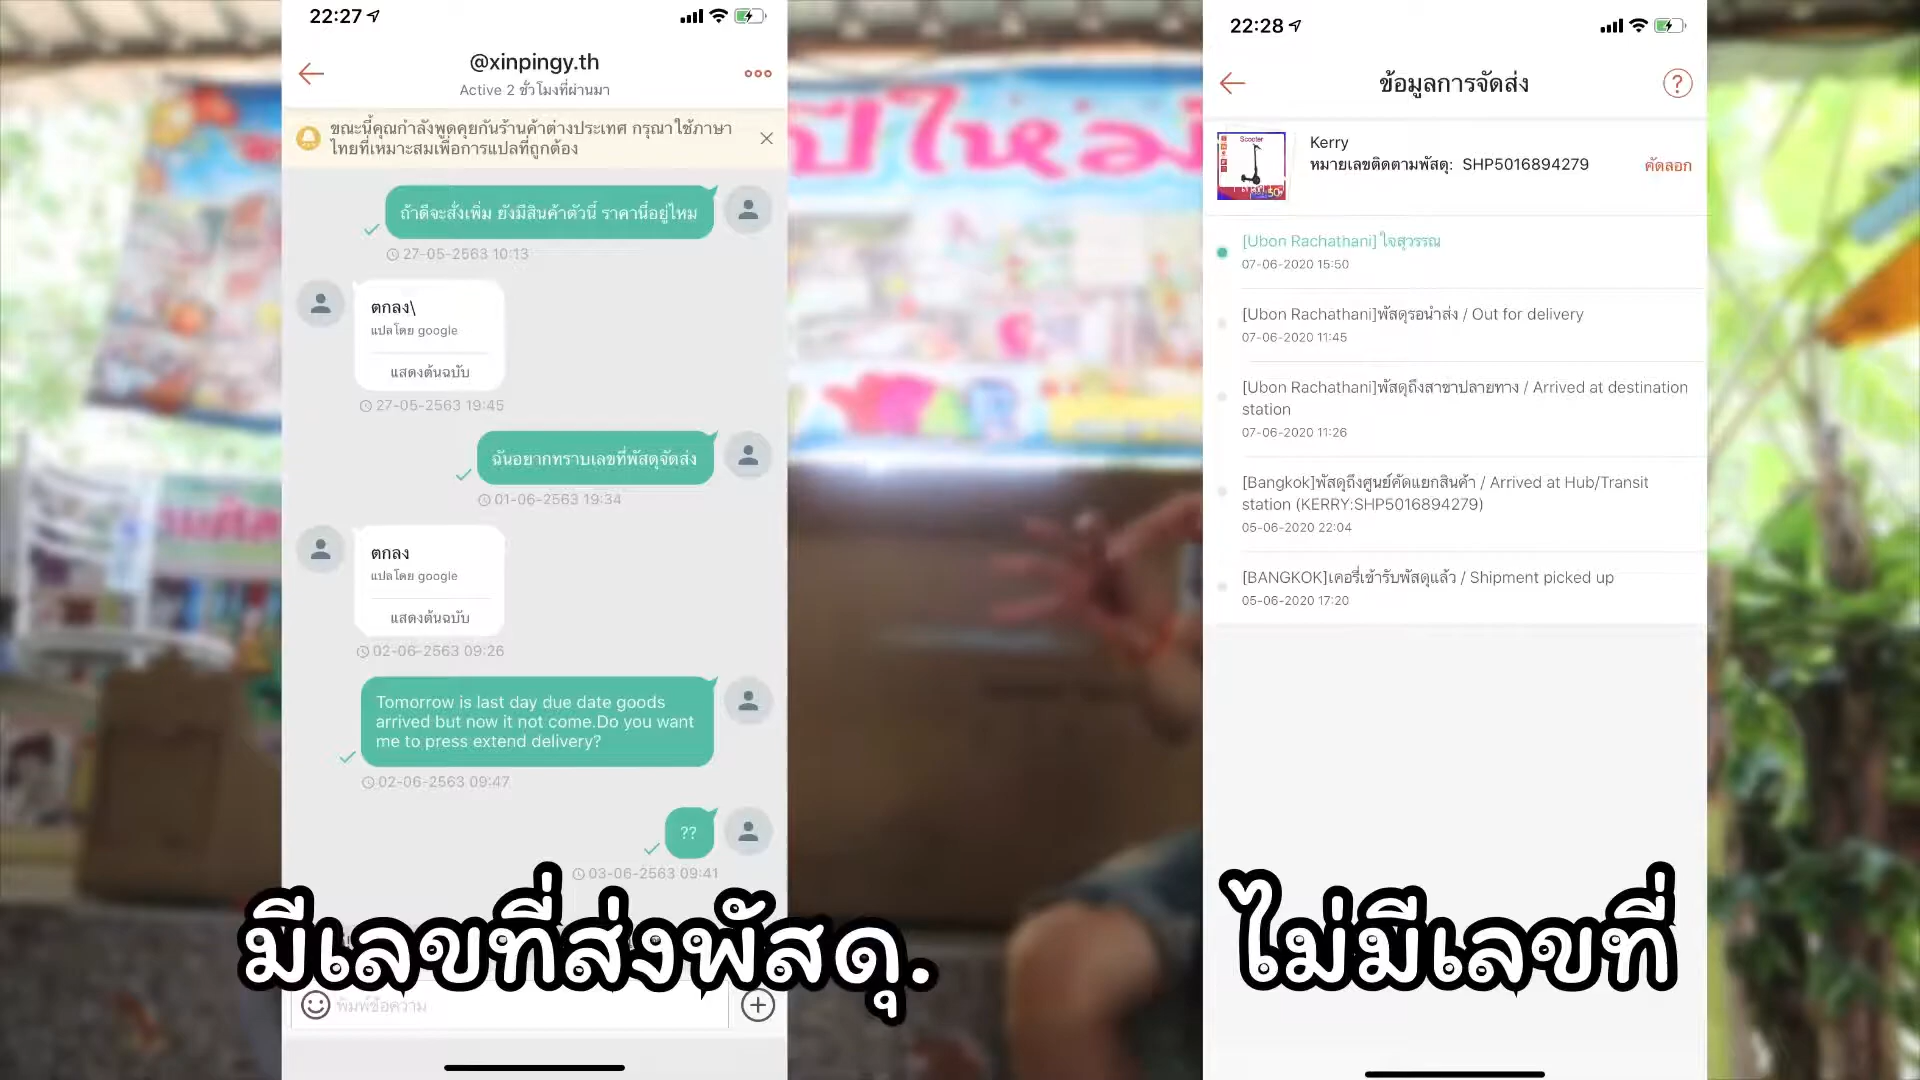 22:27
@xinpingy.th
Active 2 ชั่วโมงที่ผ่านมา
ขณะนี้คุณกำลังพูดคุยกับร้านค้าต่างประเทศ กรุณาใช้ภาษา
ไทยที่เหมาะสมเพื่อการแปลที่ถูกต้อง
ถ้าดีจะสั่งเพิ่ม ยังมีสินค้าตัวนี้ ราคานี้อยู่ไหม
27-05-2563 10:13
ตกลง\
แปลโดย google
แสดงต้นฉบับ
27-05-2563 19:45
ฉันอยากทราบเลขที่พัสดุจัดส่ง
01-06-2563 19:34
ตกลง
แปลโดย google
แสดงต้นฉบับ
02-06-2563 09:26
Tomorrow is last day due date goods
arrived but now it not come.Do you want
me to press extend delivery?
02-06-2563 09:47
??
03-06-2563 09:41
มีเลขที่ส่งพัสดุ.
พิมพ์ข้อความ
ปีใหม่
22:28
ข้อมูลการจัดส่ง
?
Scooter
Kerry
หมายเลขติดตามพัสดุ: SHP5016894279
คัดลอก
[Ubon Rachathani] ใจสุวรรณ
07-06-2020 15:50
[Ubon Rachathani]พัสดุรอนำส่ง / Out for delivery
07-06-2020 11:45
[Ubon Rachathani]พัสดุถึงสาขาปลายทาง / Arrived at destination
station
07-06-2020 11:26
[Bangkok]พัสดุถึงศูนย์คัดแยกสินค้า / Arrived at Hub/Transit
station (KERRY:SHP5016894279)
05-06-2020 22:04
[BANGKOK]เคอรี่เข้ารับพัสดุแล้ว / Shipment picked up
05-06-2020 17:20
ไม่มีเลขที่